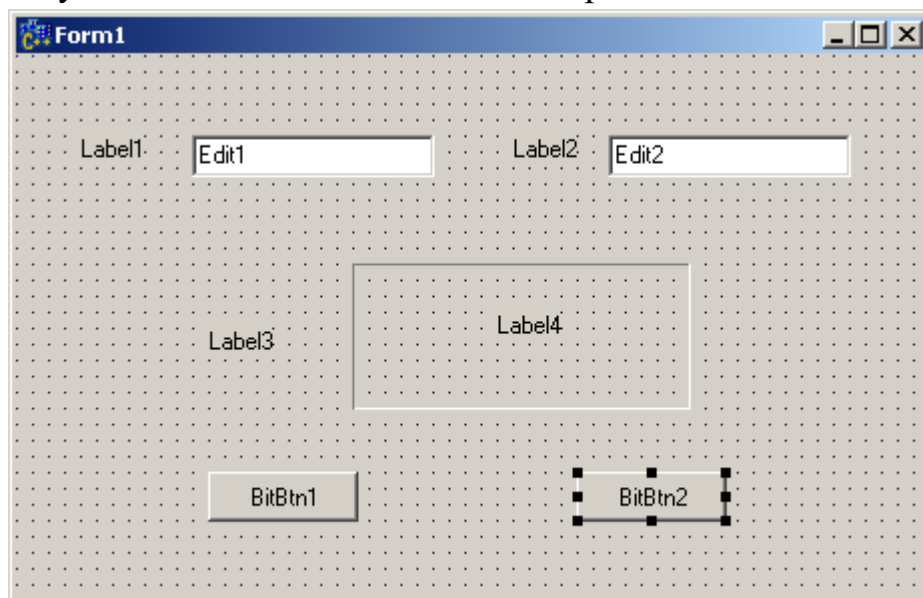 Form1
Label1 Edit1 Label2 Edit2
Label4
Label3
BitBtn1 BitBtn2